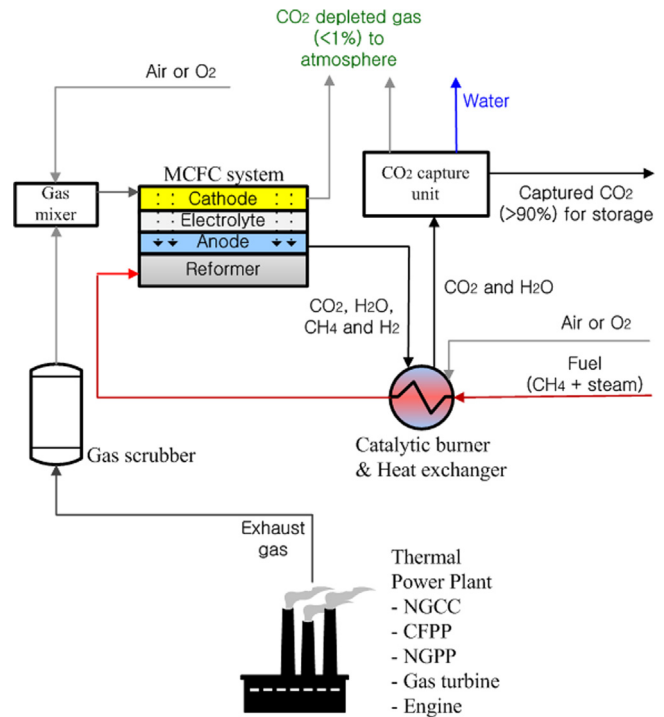 CO₂ depleted gas
(<1%) to
atmosphere
Air or O₂
Water
MCFC system
Gas
mixer
Cathode
Electrolyte
Anode
Reformer
CO₂ capture
unit
Captured CO₂
(>90%) for storage
CO₂, H₂O,
CH₄ and H₂
CO₂ and H₂O
Air or O₂
Fuel
(CH₄ + steam)
Gas scrubber
Catalytic burner
& Heat exchanger
Exhaust
gas
Thermal
Power Plant
- NGCC
- CFPP
- NGPP
- Gas turbine
- Engine